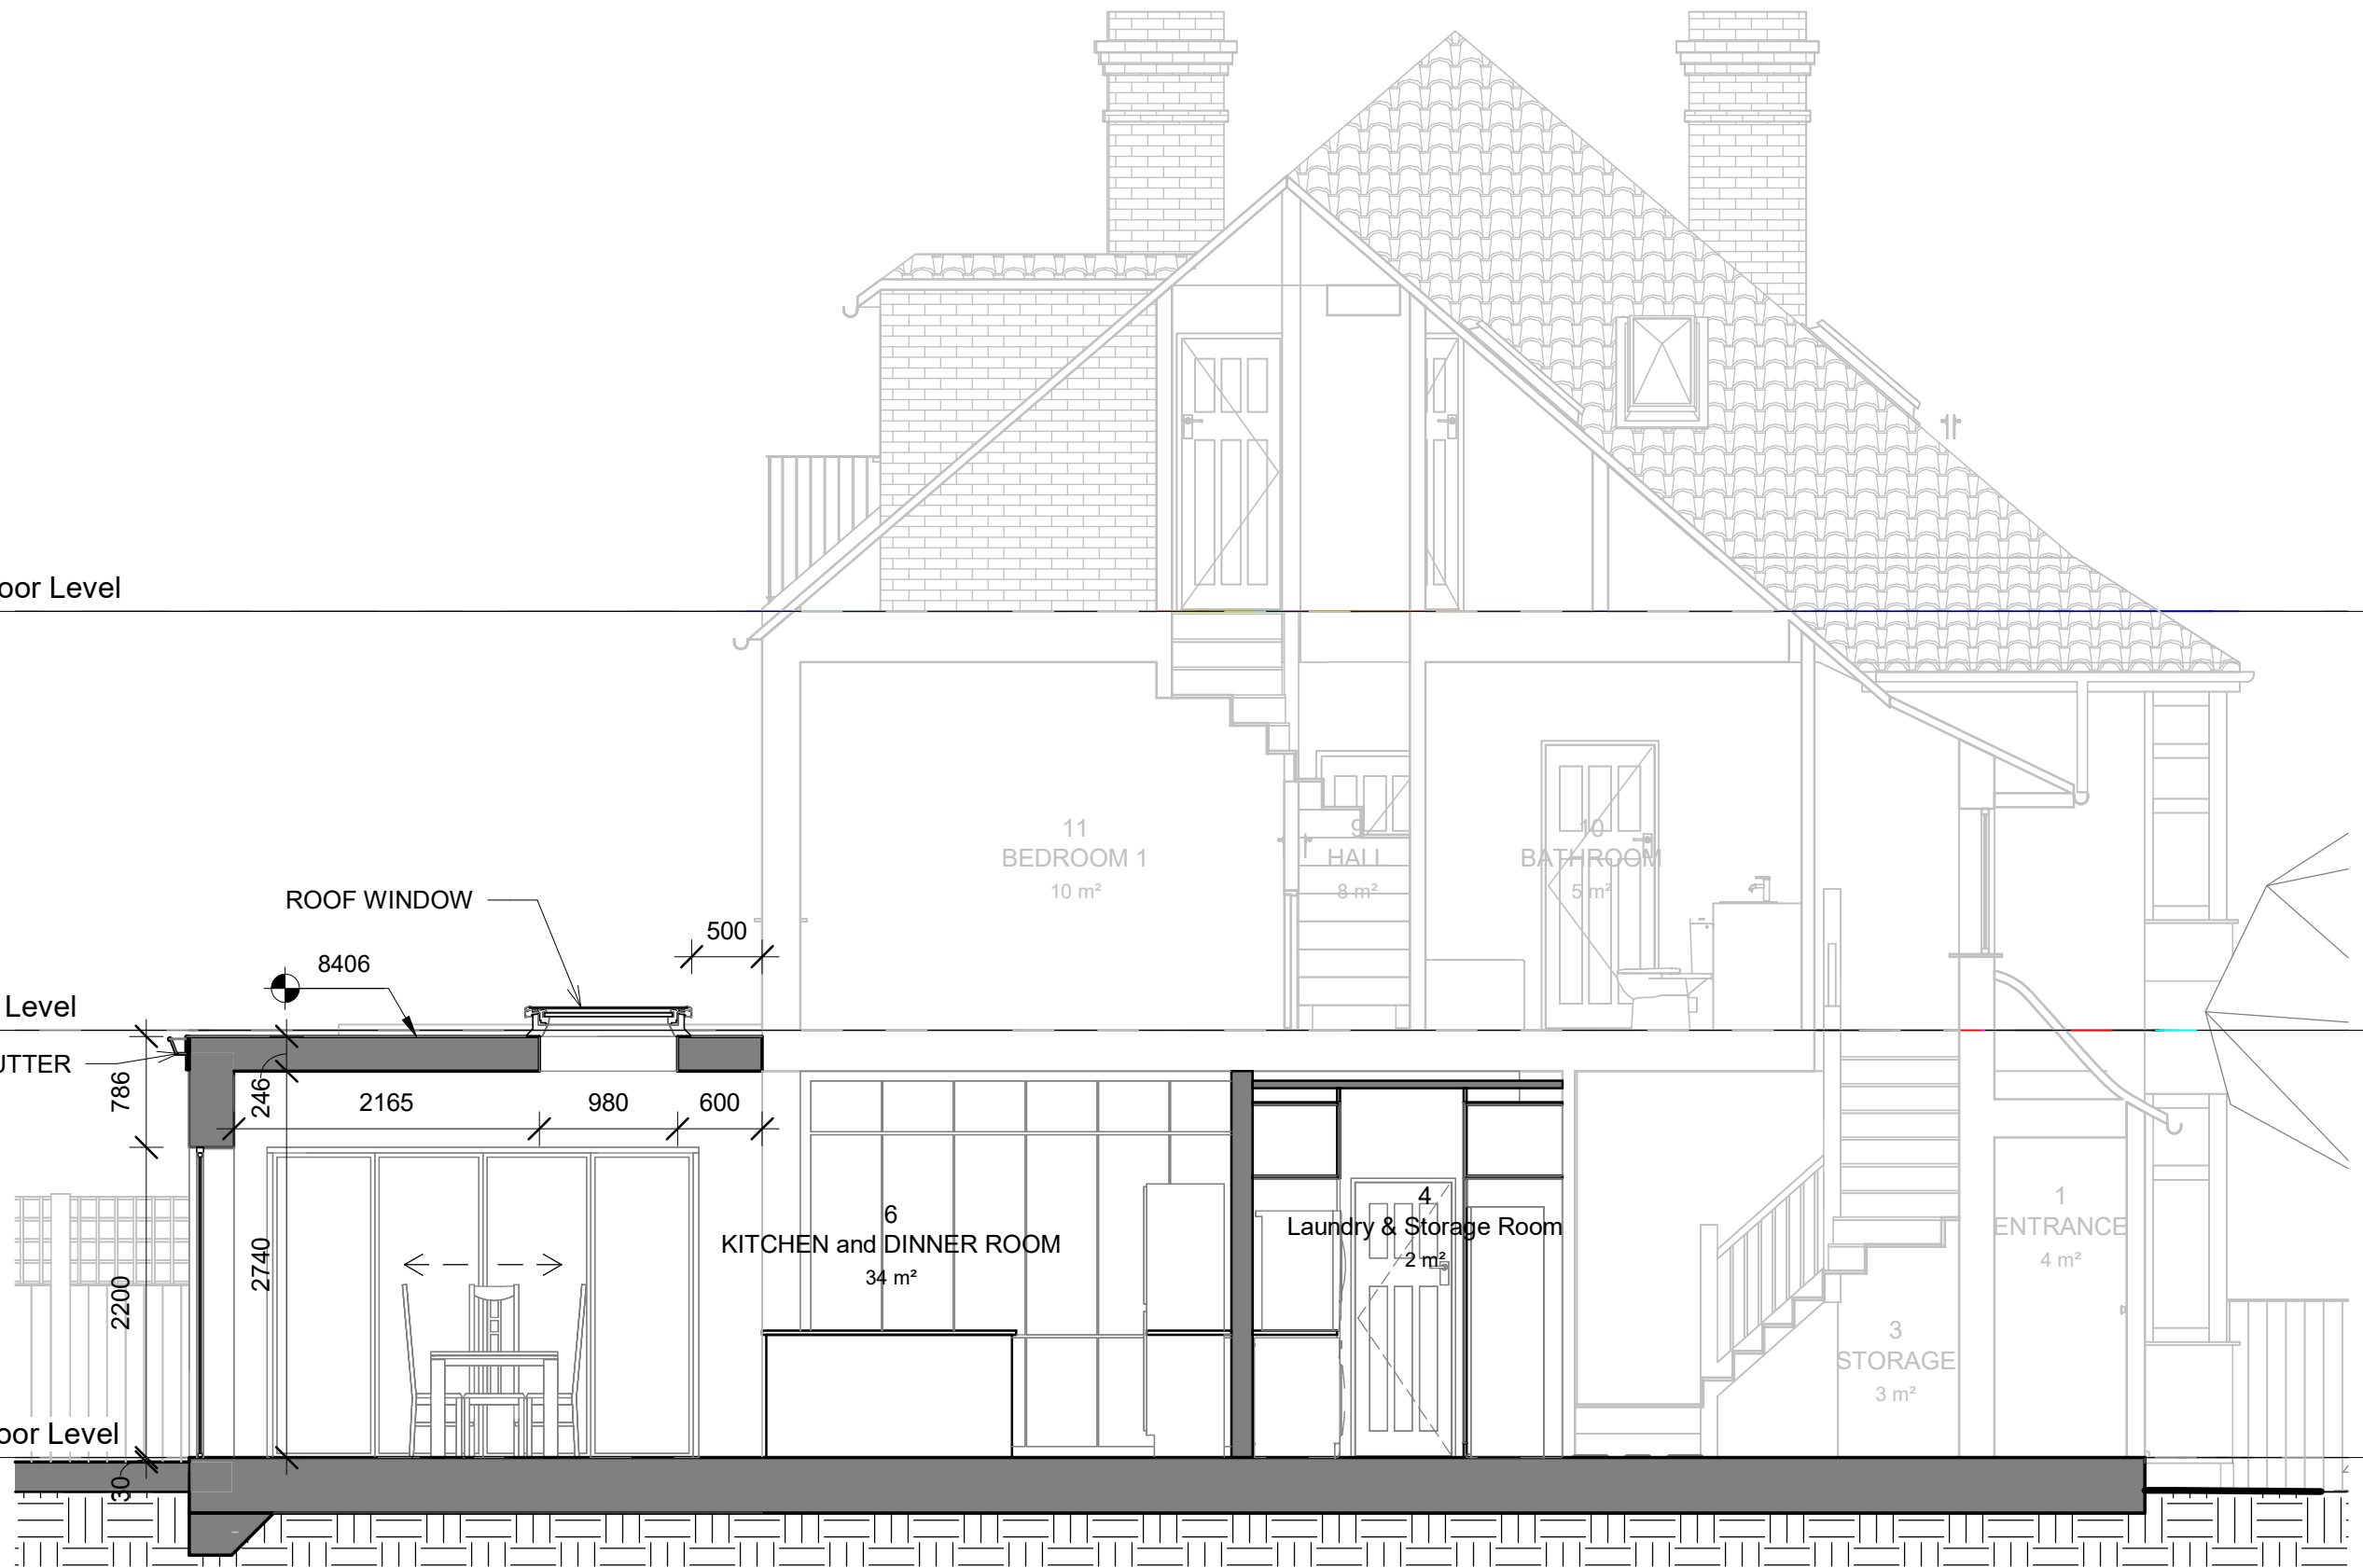 oor Level
11
BEDROOM 1
10 m²
9
HALL
8 m²
10
BATHROOM
5 m²
ROOF WINDOW
500
8406
Level
UTTER
786
246
2165
980
600
6
KITCHEN and DINNER ROOM
34 m²
4
Laundry & Storage Room
2 m²
1
ENTRANCE
4 m²
2200
2740
3
STORAGE
3 m²
oor Level
30